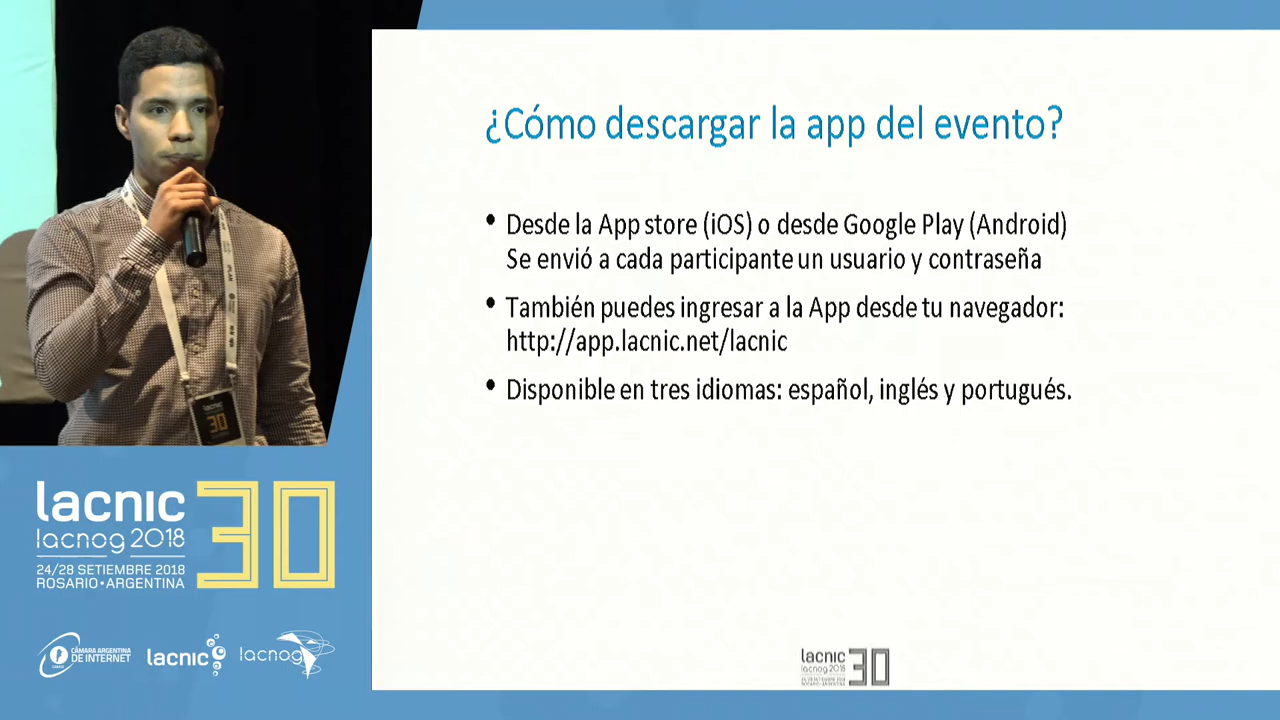 ¿Cómo descargar la app del evento?
• Desde la App store (iOS) o desde Google Play (Android)
Se envió a cada participante un usuario y contraseña
• También puedes ingresar a la App desde tu navegador:
http://app.lacnic.net/lacnic
• Disponible en tres idiomas: español, inglés y portugués.
lacnic 30
lacnog 2018
24/28 SETIEMBRE 2018
ROSARIO•ARGENTINA
CÁMARA ARGENTINA
DE INTERNET
lacnic
lacnog
lacnic 30
lacnog 2018
lacnic
30